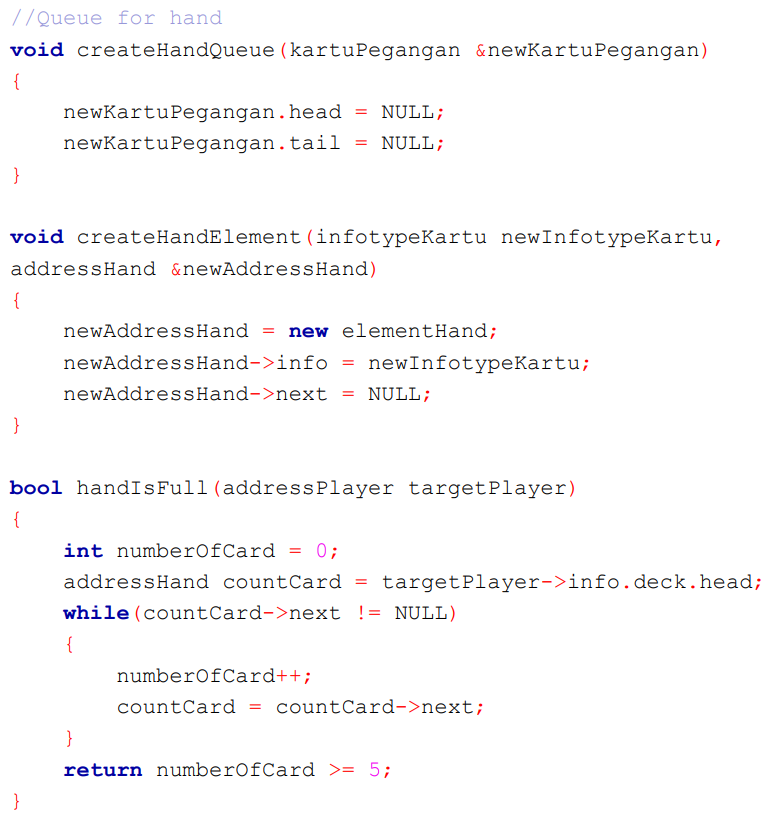 //Queue for hand
void createHandQueue(kartuPegangan &newKartuPegangan)
{
    newKartuPegangan.head = NULL;
    newKartuPegangan.tail = NULL;
}

void createHandElement(infotypeKartu newInfotypeKartu,
addressHand &newAddressHand)
{
    newAddressHand = new elementHand;
    newAddressHand->info = newInfotypeKartu;
    newAddressHand->next = NULL;
}

bool handIsFull(addressPlayer targetPlayer)
{
    int numberOfCard = 0;
    addressHand countCard = targetPlayer->info.deck.head;
    while(countCard->next != NULL)
    {
        numberOfCard++;
        countCard = countCard->next;
    }
    return numberOfCard >= 5;
}